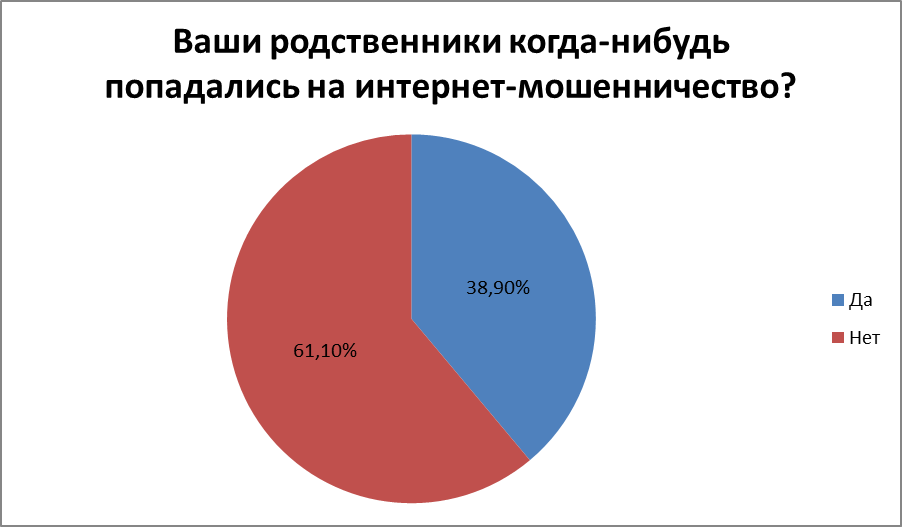 Ваши родственники когда-нибудь
попадались на интернет-мошенничество?
38,90%
61,10%
Да
Нет